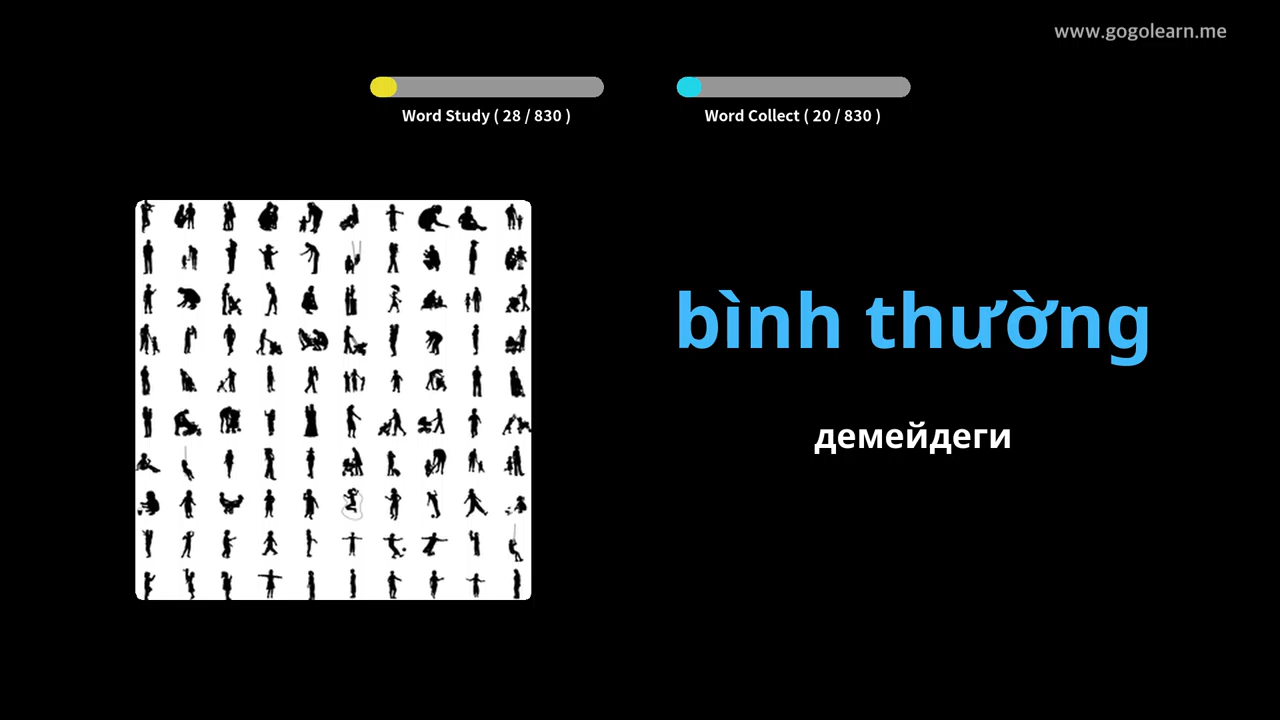 www.gogolearn.me
Word Study ( 28 / 830 )
Word Collect ( 20 / 830 )
bình thường
демейдеги